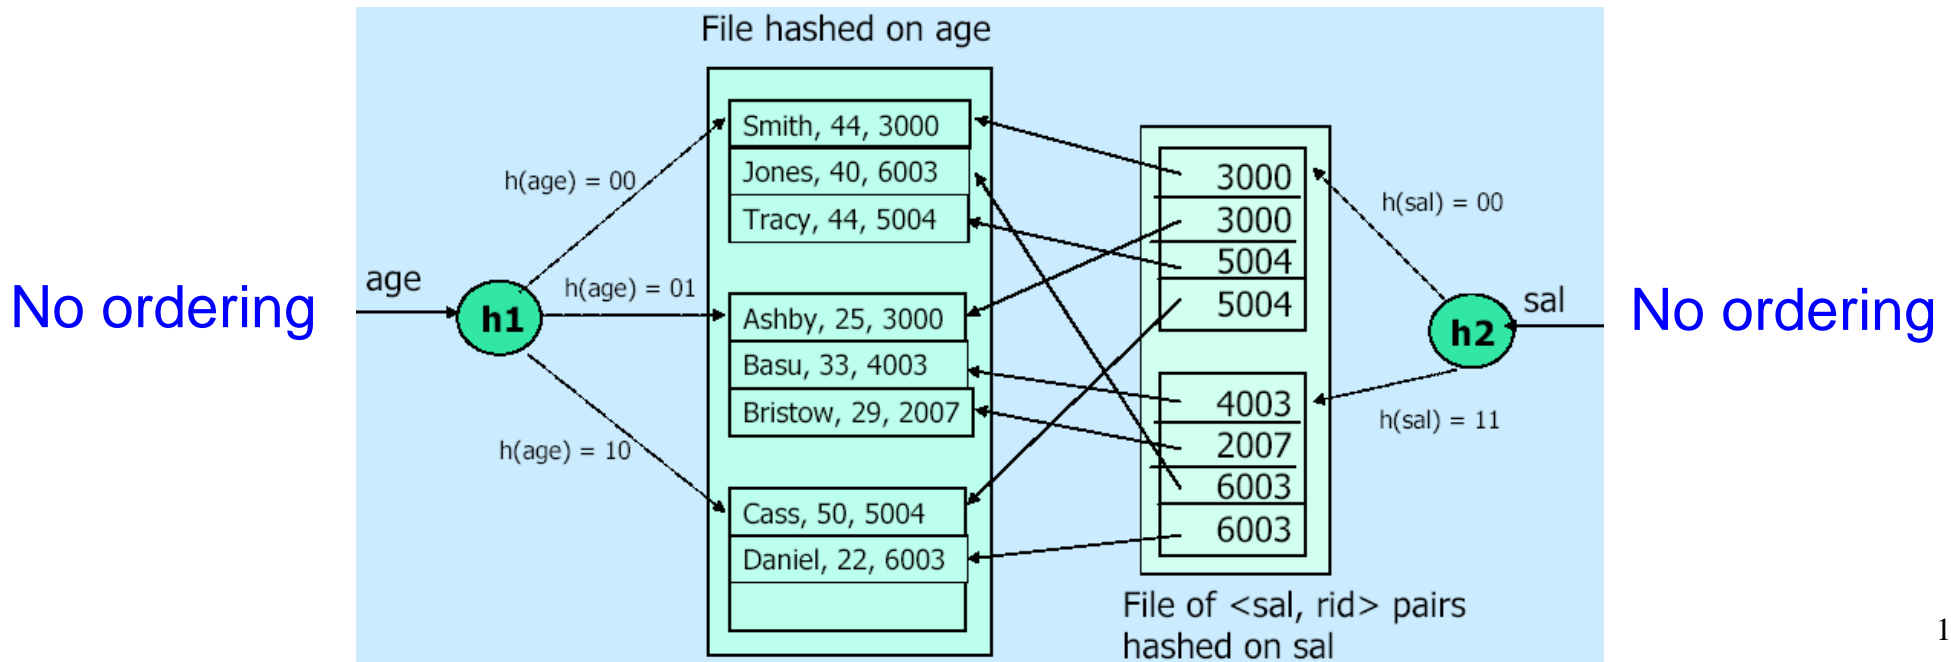 File hashed on age
Smith, 44, 3000
Jones, 40, 6003
Tracy, 44, 5004
Ashby, 25, 3000
Basu, 33, 4003
Bristow, 29, 2007
Cass, 50, 5004
Daniel, 22, 6003
No ordering
age
h1
h(age) = 00
h(age) = 01
h(age) = 10
3000
3000
5004
5004
4003
2007
6003
6003
h(sal) = 00
h(sal) = 11
h2
sal
No ordering
File of <sal, rid> pairs
hashed on sal
1